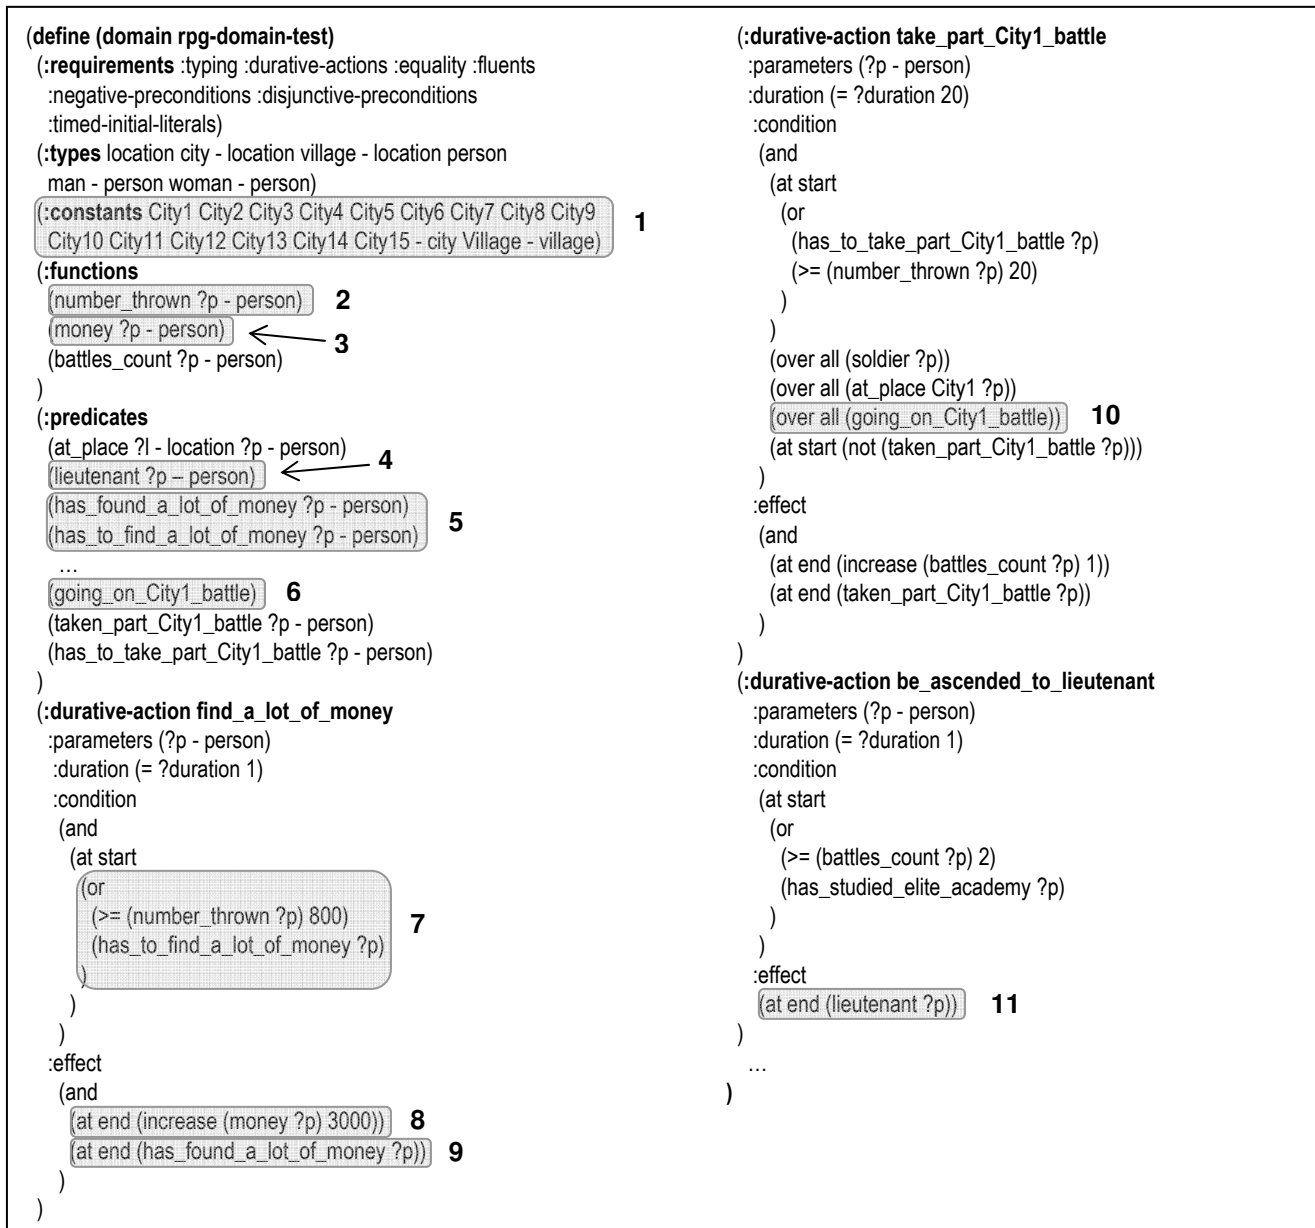 (define (domain rpg-domain-test)
(:requirements :typing :durative-actions :equality :fluents
:negative-preconditions :disjunctive-preconditions
:timed-initial-literals)
(:types location city - location village - location person
man - person woman - person)
(:constants City1 City2 City3 City4 City5 City6 City7 City8 City9
City10 City11 City12 City13 City14 City15 - city Village - village)
1
(:functions
(number_thrown ?p - person)
2
(money ?p - person)
3
(battles_count ?p - person)
)
(:predicates
(at_place ?l - location ?p - person)
(lieutenant ?p – person)
4
(has_found_a_lot_of_money ?p - person)
(has_to_find_a_lot_of_money ?p - person)
5
…
(going_on_City1_battle)
6
(taken_part_City1_battle ?p - person)
(has_to_take_part_City1_battle ?p - person)
)
(:durative-action find_a_lot_of_money
:parameters (?p - person)
:duration (= ?duration 1)
:condition
(and
(at start
(or
(>= (number_thrown ?p) 800)
(has_to_find_a_lot_of_money ?p)
)
7
)
)
:effect
(and
(at end (increase (money ?p) 3000))
8
(at end (has_found_a_lot_of_money ?p))
9
)
)
(:durative-action take_part_City1_battle
:parameters (?p - person)
:duration (= ?duration 20)
:condition
(and
(at start
(or
(has_to_take_part_City1_battle ?p)
(>= (number_thrown ?p) 20)
)
)
(over all (soldier ?p))
(over all (at_place City1 ?p))
(over all (going_on_City1_battle))
10
(at start (not (taken_part_City1_battle ?p)))
)
:effect
(and
(at end (increase (battles_count ?p) 1))
(at end (taken_part_City1_battle ?p))
)
)
(:durative-action be_ascended_to_lieutenant
:parameters (?p - person)
:duration (= ?duration 1)
:condition
(at start
(or
(>= (battles_count ?p) 2)
(has_studied_elite_academy ?p)
)
)
:effect
(at end (lieutenant ?p))
11
)
…
)